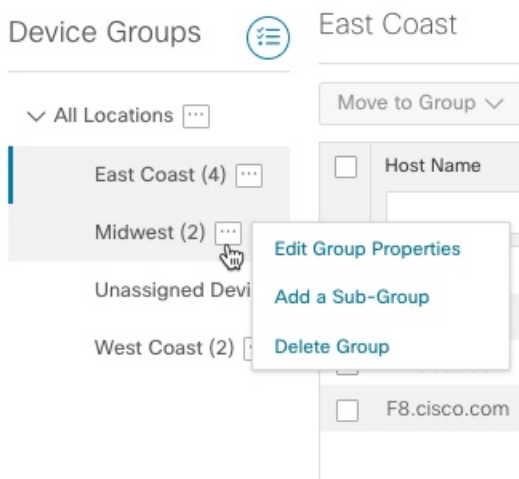 Device Groups
East Coast
All Locations
Move to Group
East Coast (4)
Host Name
Midwest (2)
Edit Group Properties
Add a Sub-Group
Delete Group
Unassigned Devi
West Coast (2)
F8.cisco.com